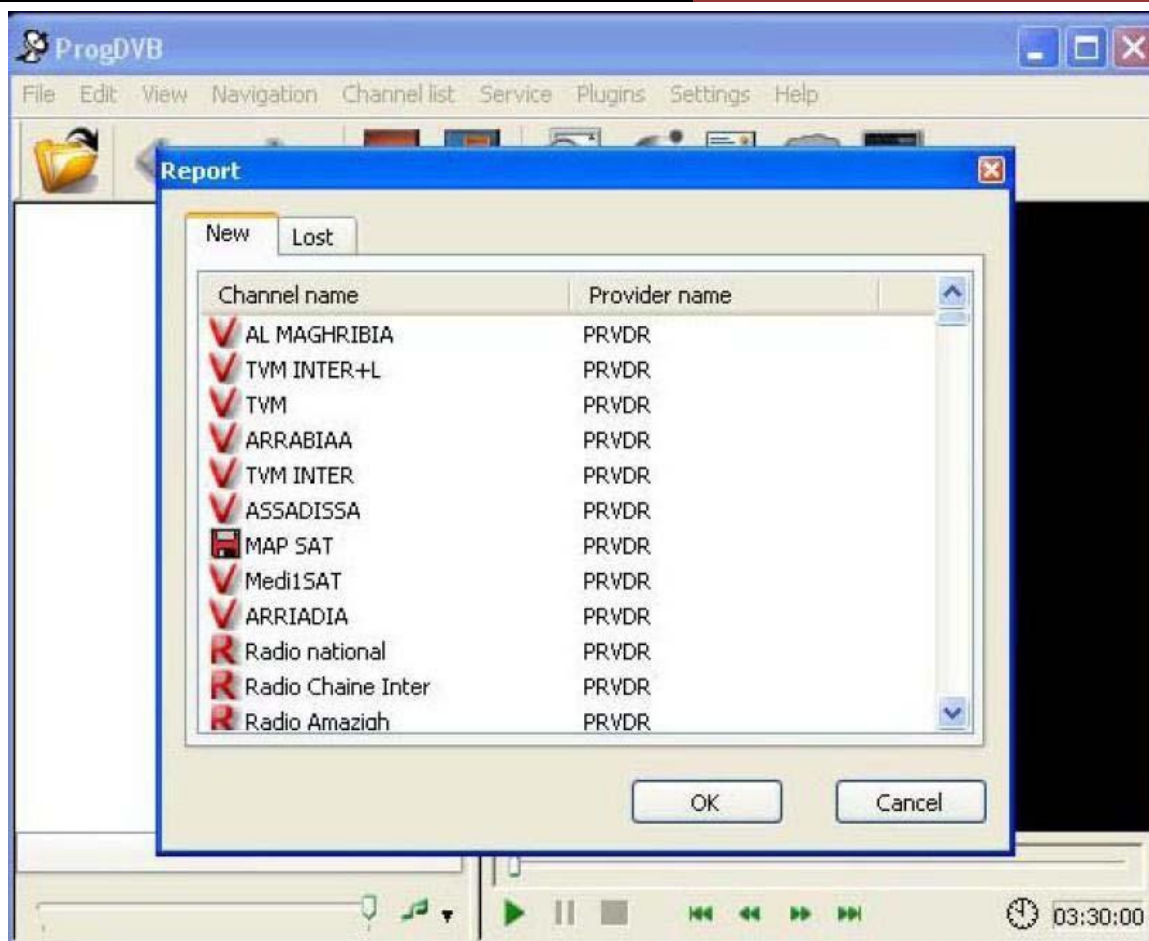 ProgDVB
File Edit View Navigation Channel list Service Plugins Settings Help
Report
New Lost
Channel name Provider name
V AL MAGHRIBIA PRVDR
V TVM INTER+L PRVDR
V TVM PRVDR
V ARRABIAA PRVDR
V TVM INTER PRVDR
V ASSADISSA PRVDR
MAP SAT PRVDR
V Medi1SAT PRVDR
V ARRIADIA PRVDR
R Radio national PRVDR
R Radio Chaine Inter PRVDR
R Radio Amazigh PRVDR
OK Cancel
03:30:00